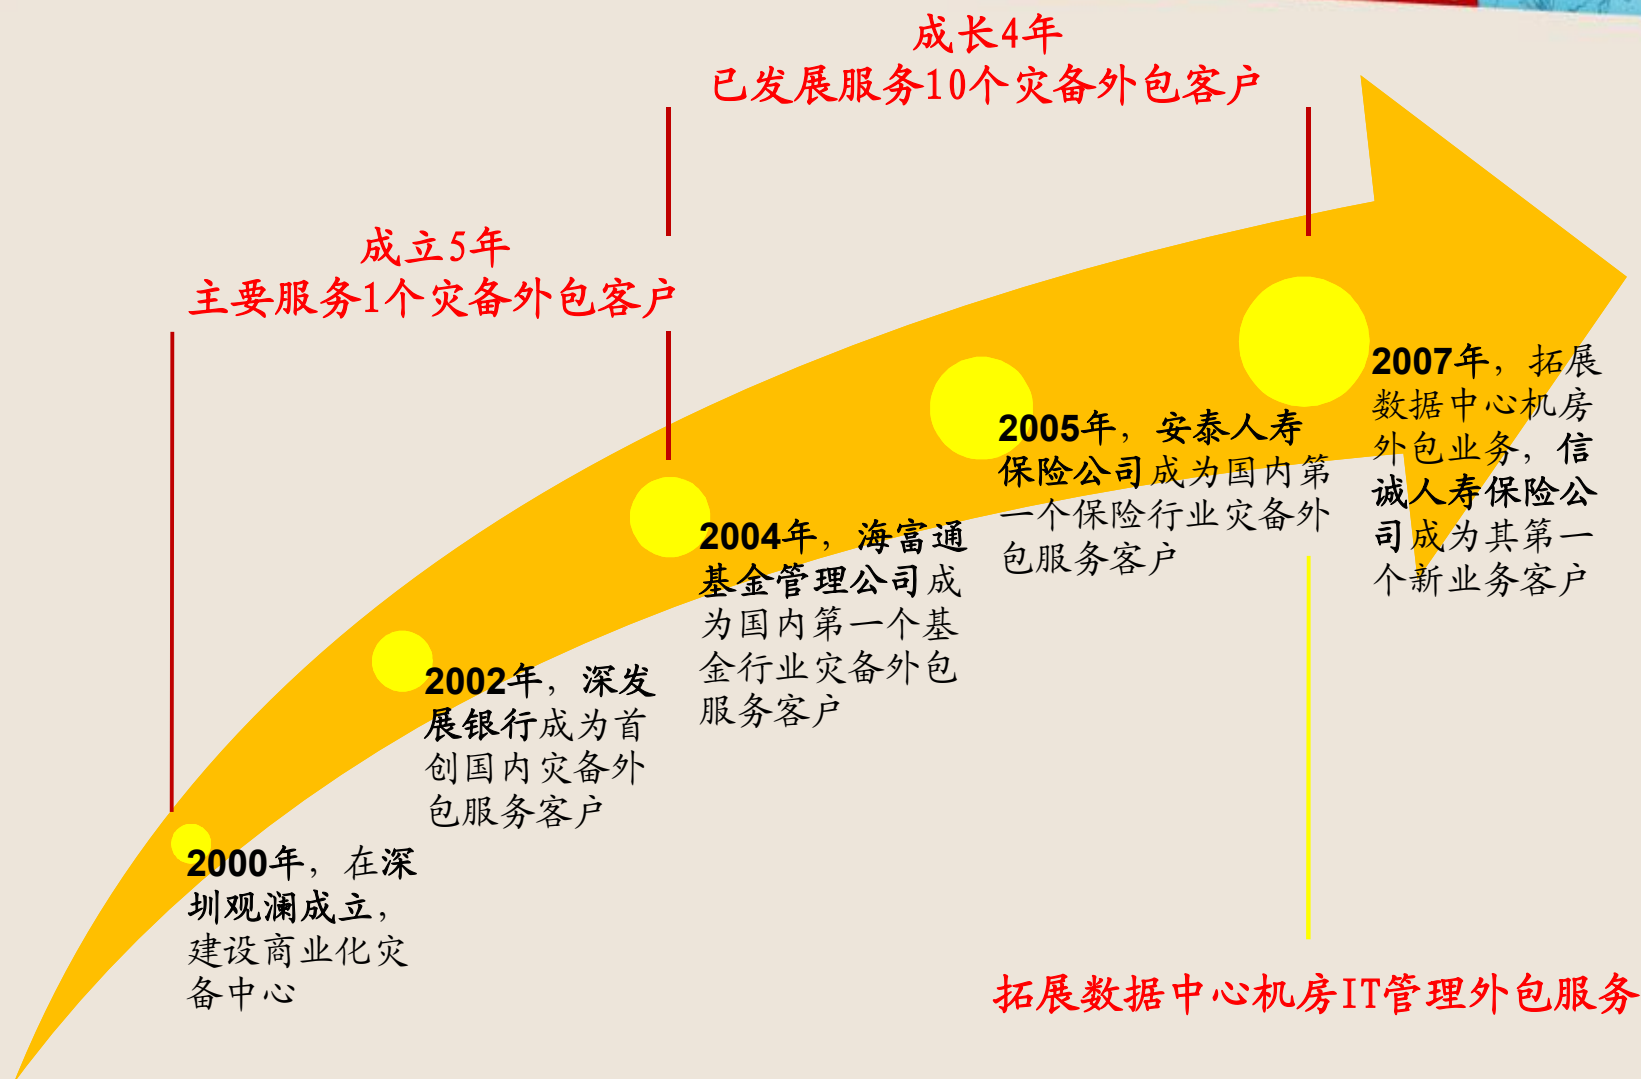 成长4年
已发展服务10个灾备外包客户
成立5年
主要服务1个灾备外包客户
2007年，拓展
数据中心机房
外包业务，信
诚人寿保险公
司成为其第一
个新业务客户
2005年，安泰人寿
保险公司成为国内第
一个保险行业灾备外
包服务客户
2004年，海富通
基金管理公司成
为国内第一个基
金行业灾备外包
服务客户
2002年，深发
展银行成为首
创国内灾备外
包服务客户
2000年，在深
圳观澜成立，
建设商业化灾
备中心
拓展数据中心机房IT管理外包服务